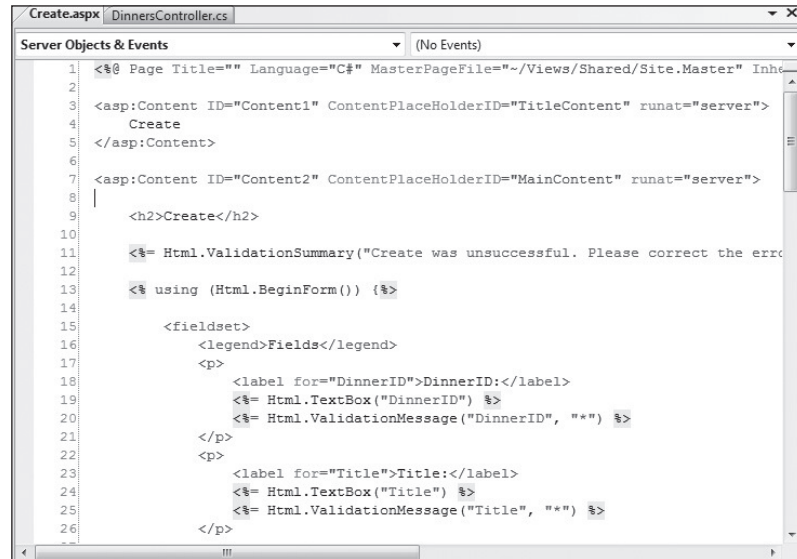 Create.aspx DinnersController.cs
Server Objects & Events (No Events)
1 <%@ Page Title="" Language="C#" MasterPageFile="~/Views/Shared/Site.Master"
2
3 <asp:Content ID="Content1" ContentPlaceHolderID="TitleContent" runat="server">
4 Create
5 </asp:Content>
6
7 <asp:Content ID="Content2" ContentPlaceHolderID="MainContent" runat="server">
8
9 <h2>Create</h2>
10
11 <%= Html.ValidationSummary("Create was unsuccessful. Please correct the
12
13 <% using (Html.BeginForm()) {%>
14
15 <fieldset>
16 <legend>Fields</legend>
17 <p>
18 <label for="DinnerID">DinnerID:</label>
19 <%= Html.TextBox("DinnerID") %>
20 <%= Html.ValidationMessage("DinnerID", "*") %>
21 </p>
22 <p>
23 <label for="Title">Title:</label>
24 <%= Html.TextBox("Title") %>
25 <%= Html.ValidationMessage("Title", "*") %>
26 </p>